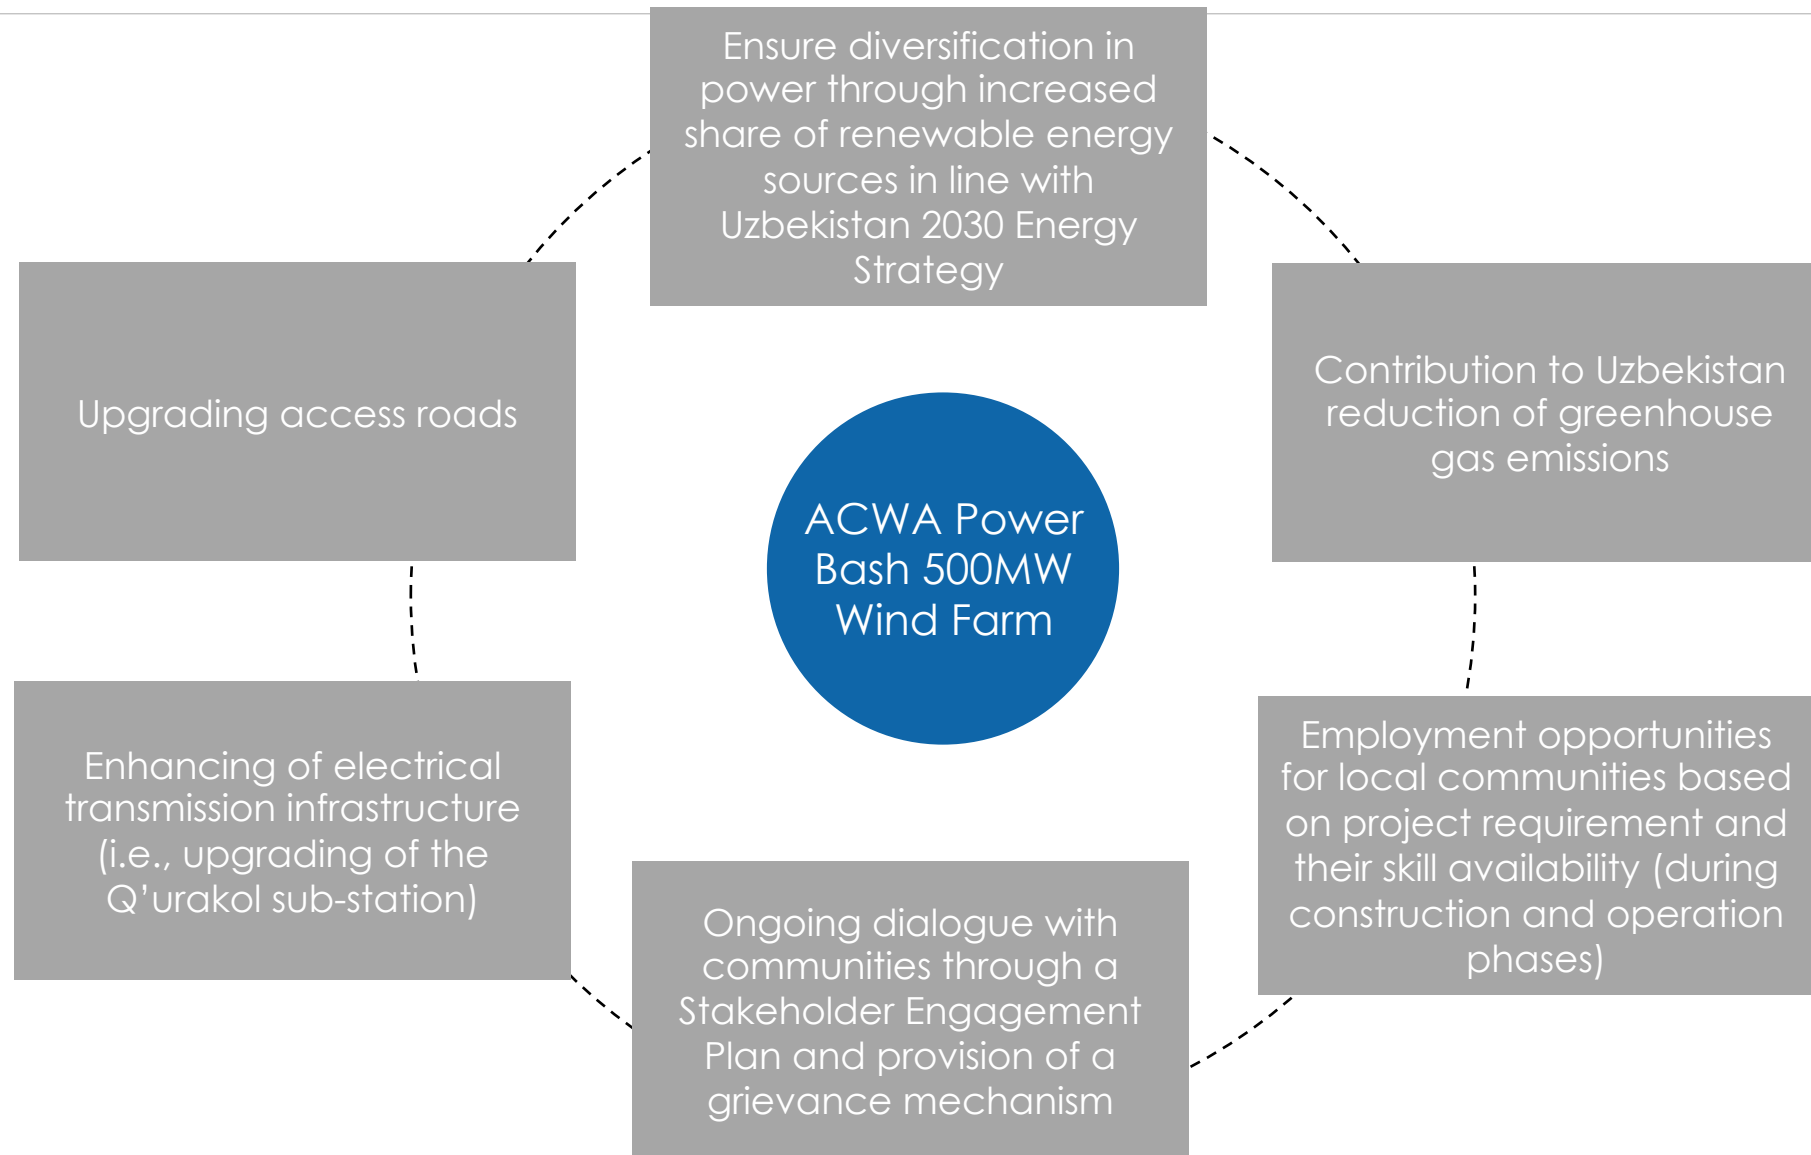 Ensure diversification in
power through increased
share of renewable energy
sources in line with
Uzbekistan 2030 Energy
Strategy
Contribution to Uzbekistan
reduction of greenhouse
gas emissions
Employment opportunities
for local communities based
on project requirement and
their skill availability (during
construction and operation
phases)
Ongoing dialogue with
communities through a
Stakeholder Engagement
Plan and provision of a
grievance mechanism
Enhancing of electrical
transmission infrastructure
(i.e., upgrading of the
Q’urakol sub-station)
Upgrading access roads
ACWA Power
Bash 500MW
Wind Farm